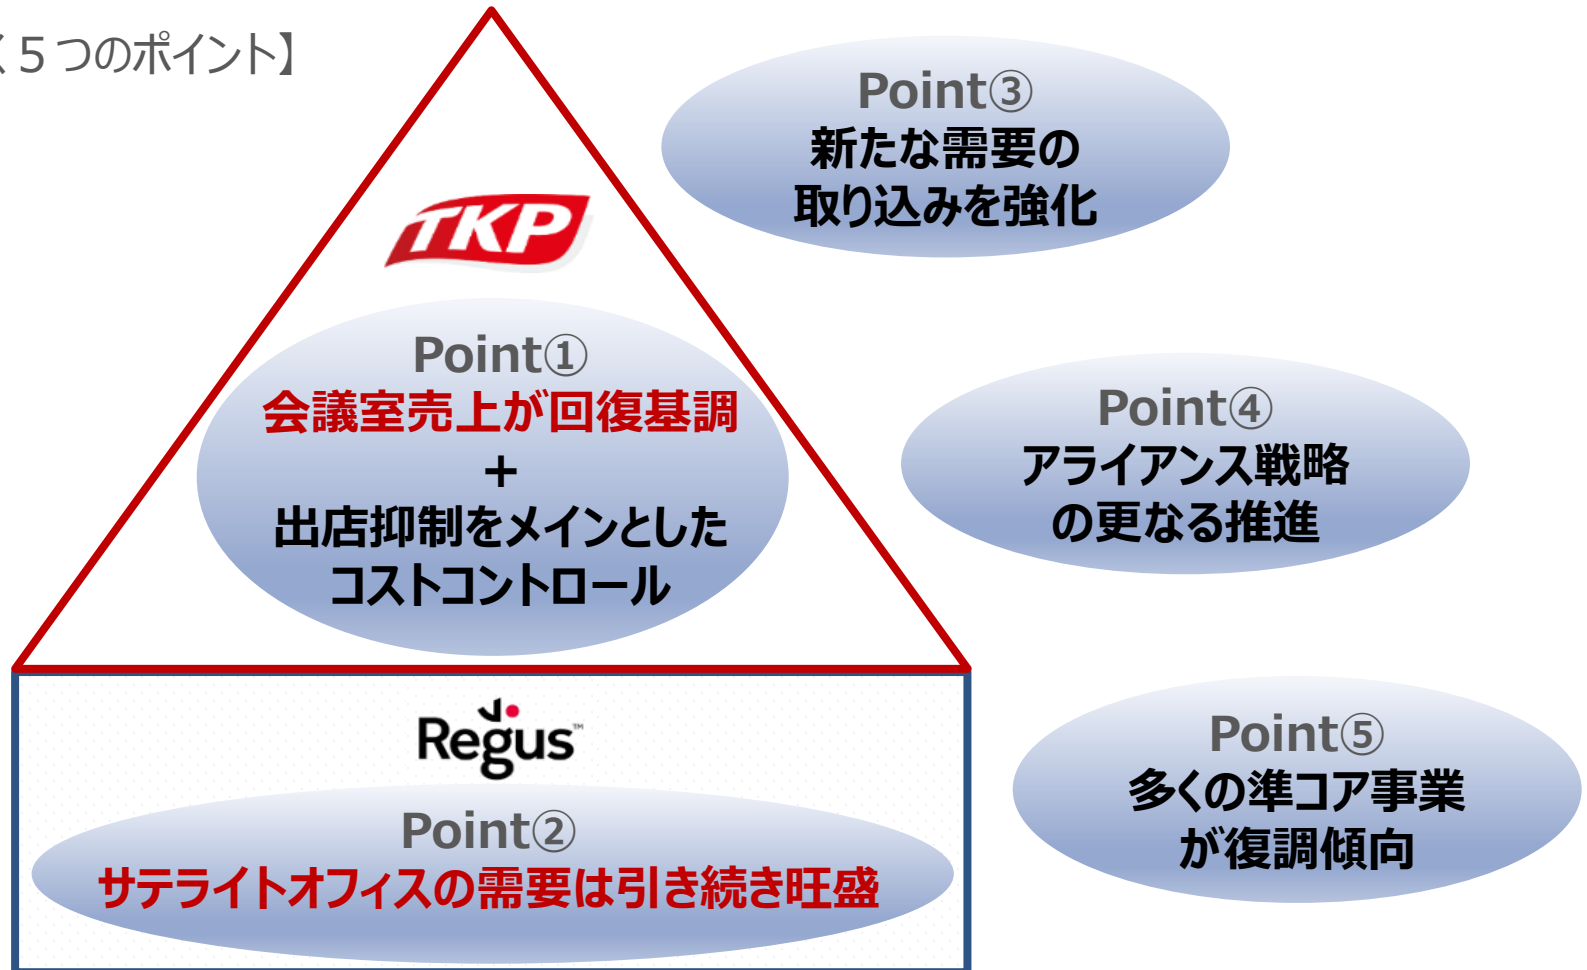 く５つのポイント】
TKP
Point①
会議室売上が回復基調
+
出店抑制をメインとした
コストコントロール
Regus™
Point②
サテライトオフィスの需要は引き続き旺盛
Point③
新たな需要の
取り込みを強化
Point④
アライアンス戦略
の更なる推進
Point⑤
多くの準コア事業
が復調傾向